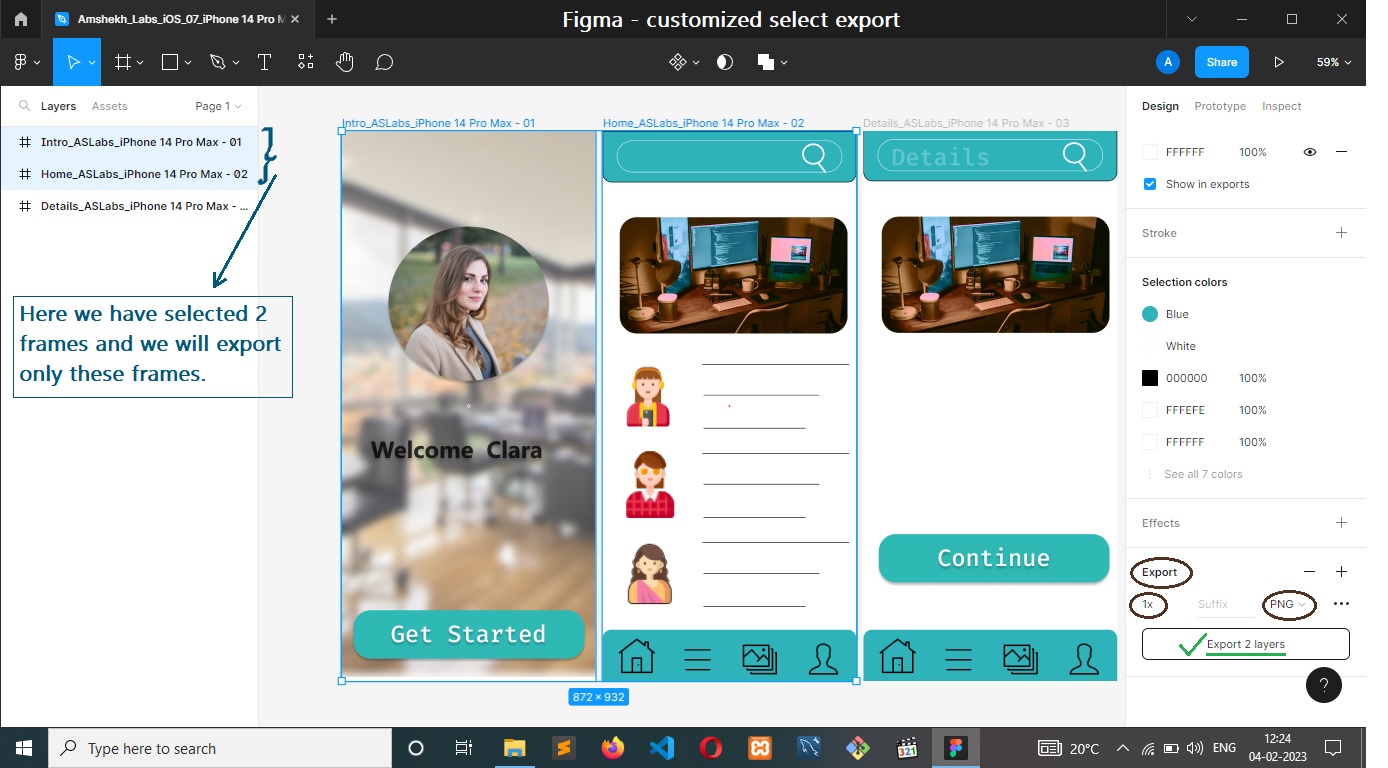 Amshekh_Labs_iOS_07_iPhone 14 Pro M
Figma - customized select export
A
Share
59%
Layers
Assets
Page 1
Intro_ASLabs_iPhone 14 Pro Max - 01
Home_ASLabs_iPhone 14 Pro Max - 02
Details_ASLabs_iPhone 14 Pro Max - ...
Here we have selected 2
frames and we will export
only these frames.
Intro_ASLabs_iPhone 14 Pro Max - 01
Home_ASLabs_iPhone 14 Pro Max - 02
Details_ASLabs_iPhone 14 Pro Max - 03
Details
Welcome Clara
Get Started
Continue
872 × 932
Design
Prototype
Inspect
FFFFFF 100%
Show in exports
Stroke
Selection colors
Blue
White
000000 100%
FFFEFE 100%
FFFFFF 100%
See all 7 colors
Effects
Export
1x Suffix PNG
Export 2 layers
?
Type here to search
321
20°C
ENG
12:24
04-02-2023